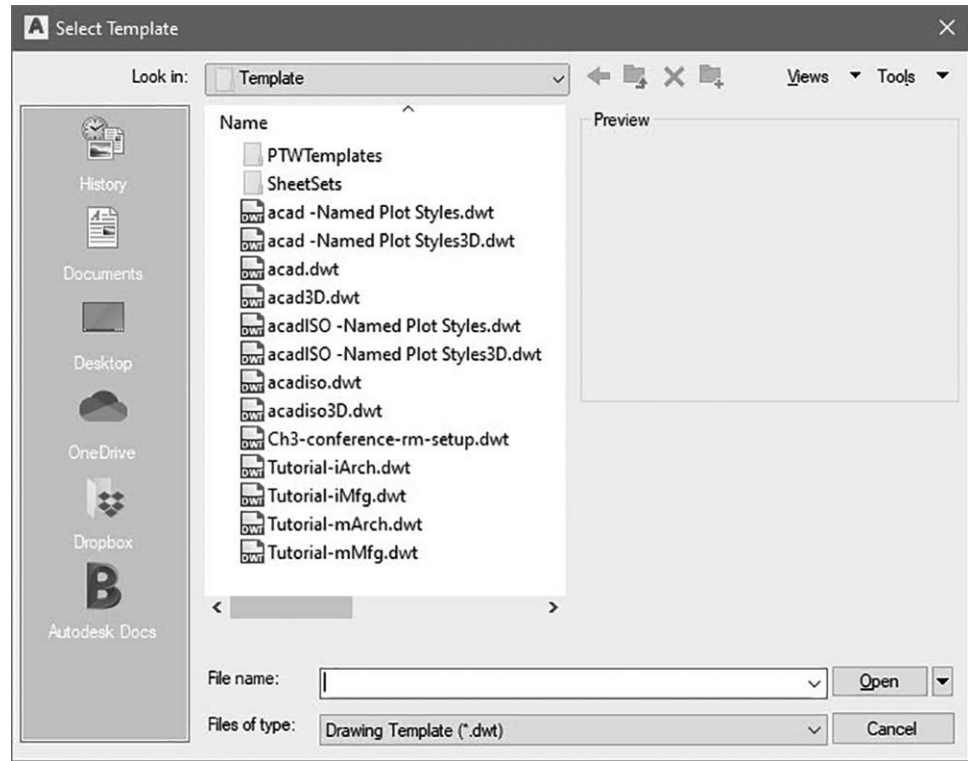 Select Template
Look in: Template Views Tools
History
Documents
Desktop
OneDrive
Dropbox
Autodesk Docs
Name
PTWTemplates
SheetSets
acad -Named Plot Styles.dwt
acad -Named Plot Styles3D.dwt
acad.dwt
acad3D.dwt
acadISO -Named Plot Styles.dwt
acadISO -Named Plot Styles3D.dwt
acadiso.dwt
acadiso3D.dwt
Ch3-conference-rm-setup.dwt
Tutorial-iArch.dwt
Tutorial-iMfg.dwt
Tutorial-mArch.dwt
Tutorial-mMfg.dwt
Preview
File name: Open
Files of type: Drawing Template (*.dwt) Cancel